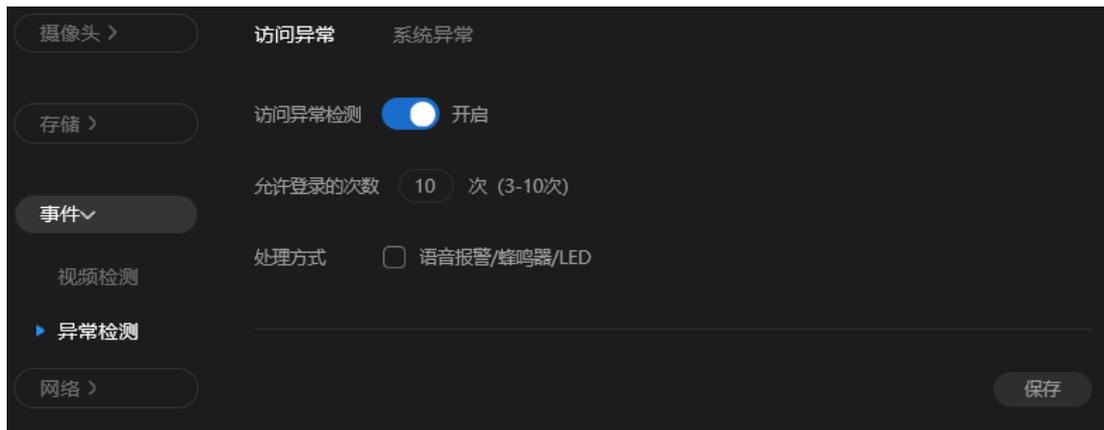 摄像头 >
访问异常 系统异常
访问异常检测 开启
存储 >
允许登录的次数 10 次 (3-10次)
事件
处理方式 语音报警/蜂鸣器/LED
视频检测
异常检测
网络 >
保存